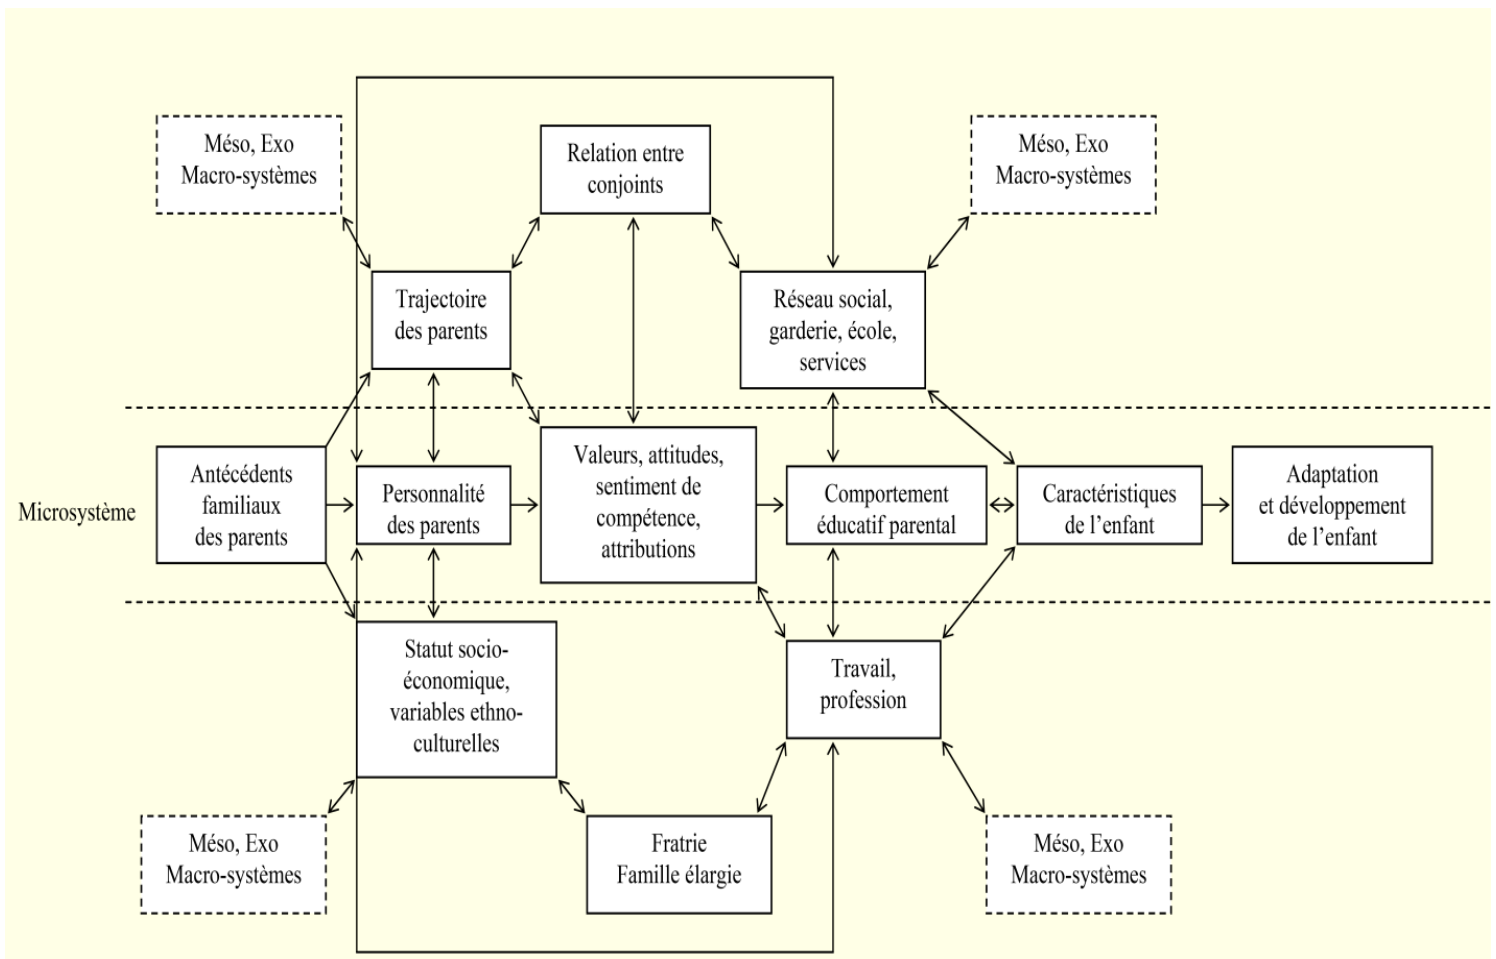 Méso, Exo
Macro-systèmes
Relation entre
conjoints
Méso, Exo
Macro-systèmes
Trajectoire
des parents
Réseau social,
garderie, école,
services
Microsystème
Antécédents
familiaux
des parents
Personnalité
des parents
Valeurs, attitudes,
sentiment de
compétence,
attributions
Comportement
éducatif parental
Caractéristiques
de l’enfant
Adaptation
et développement
de l’enfant
Statut socio-
économique,
variables ethno-
culturelles
Travail,
profession
Méso, Exo
Macro-systèmes
Fratrie
Famille élargie
Méso, Exo
Macro-systèmes